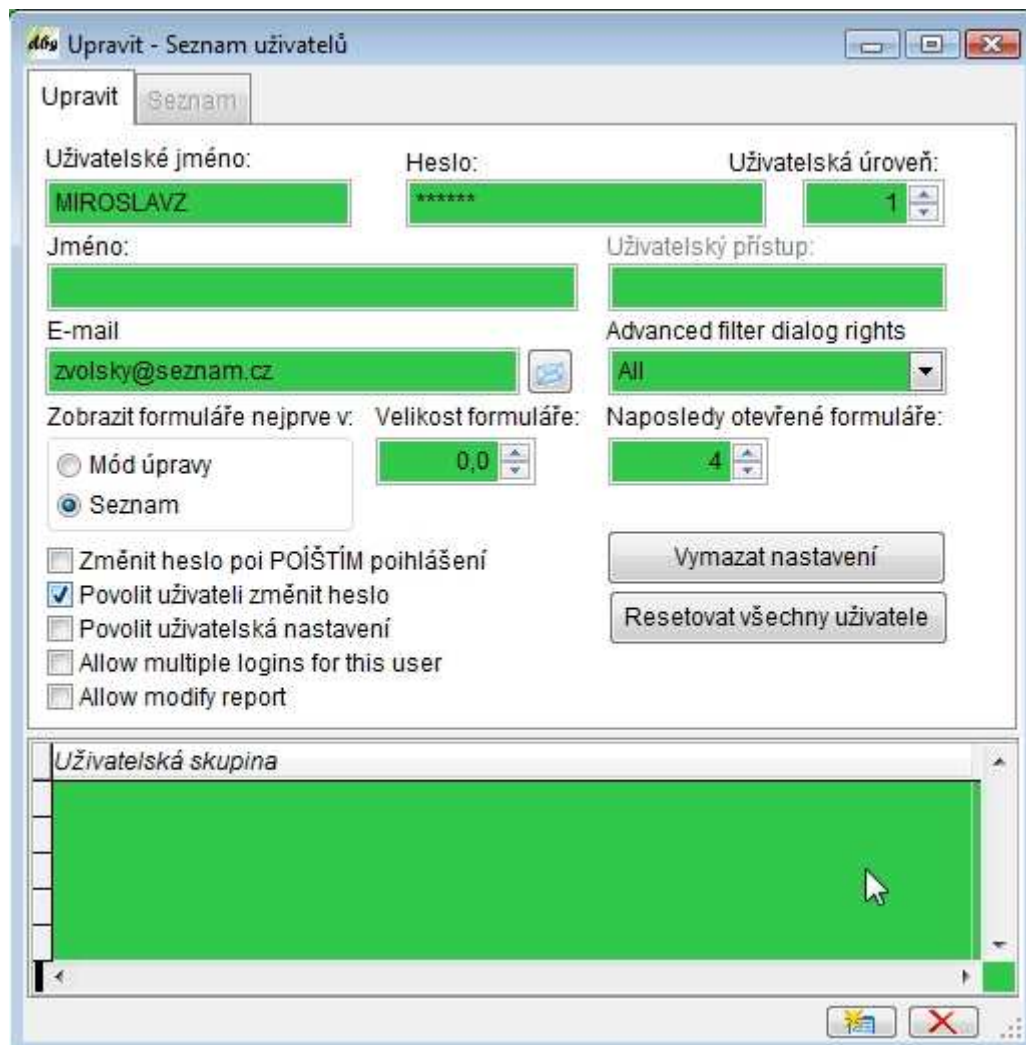 dbg Upravit - Seznam uživatelů
Upravit Seznam
Uživatelské jméno: Heslo: Uživatelská úroveň:
MIROSLAVZ ****** 1
Jméno: Uživatelský přístup:
E-mail Advanced filter dialog rights
zvolsky@seznam.cz All
Zobrazit formuláře nejprve v: Velikost formuláře: Naposledy otevřené formuláře:
Mód úpravy 0,0 4
Seznam
Změnit heslo poi POÍŠTÍM poihlášení Vymazat nastavení
Povolit uživateli změnit heslo
Povolit uživatelská nastavení Resetovat všechny uživatele
Allow multiple logins for this user
Allow modify report
Uživatelská skupina